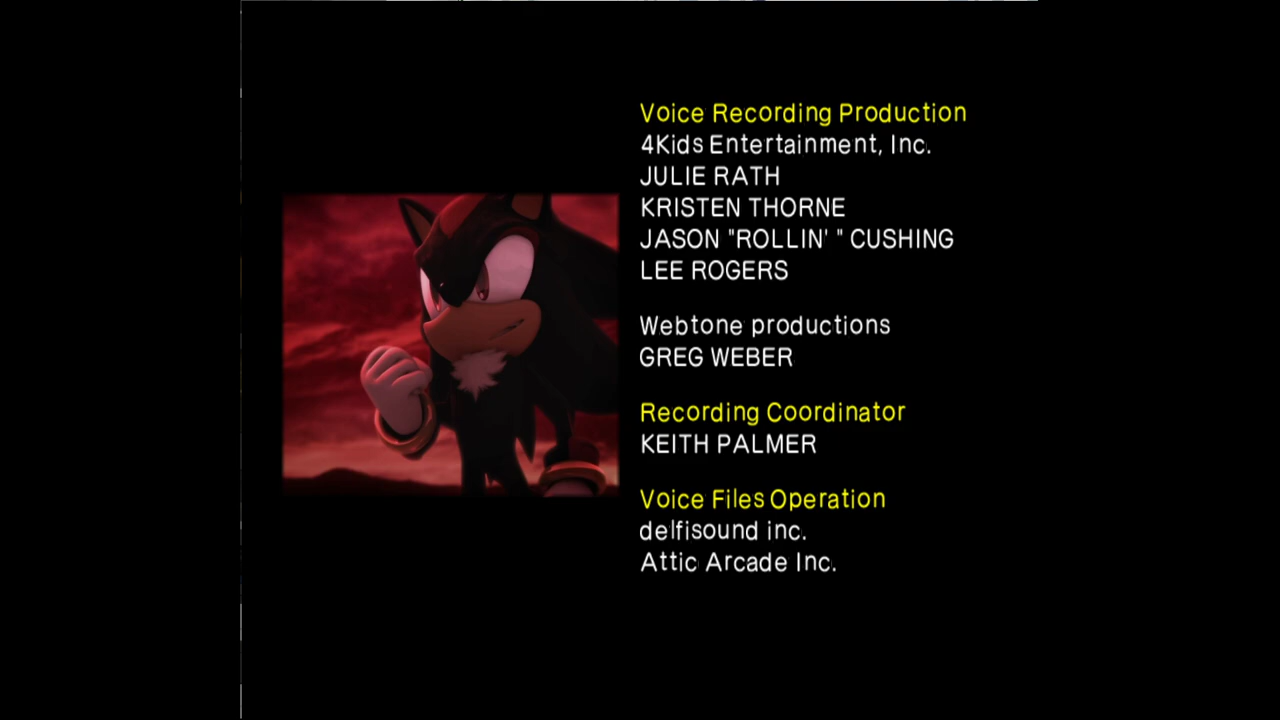 Voice Recording Production
4Kids Entertainment, Inc.
JULIE RATH
KRISTEN THORNE
JASON "ROLLIN' " CUSHING
LEE ROGERS
Webtone productions
GREG WEBER
Recording Coordinator
KEITH PALMER
Voice Files Operation
delfisound inc.
Attic Arcade Inc.